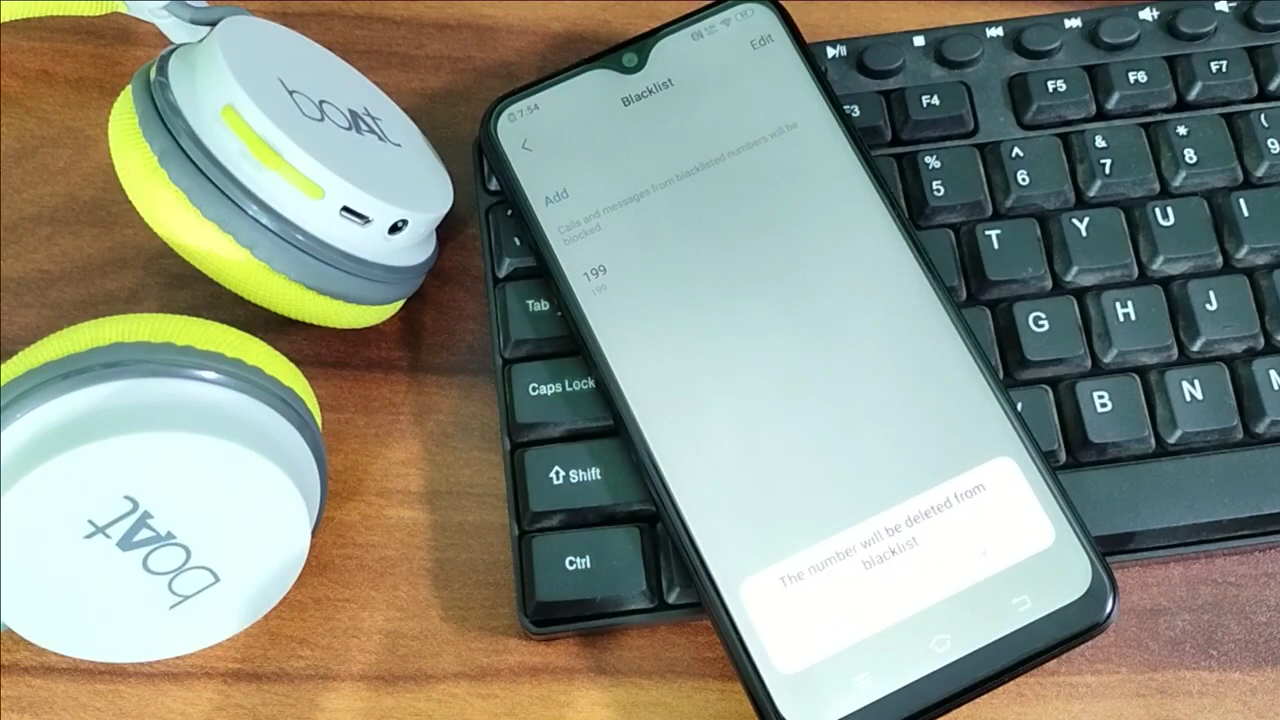 boAt
boAt
7:54
Edit
Blacklist
Add
Calls and messages from blacklisted numbers will be
blocked
199
199
The number will be deleted from
blacklist
F4
F5
F6
F7
%
5
^
6
&
7
*
8
(
9
T
Y
U
I
Tab
G
H
J
Caps Lock
B
N
Shift
Ctrl